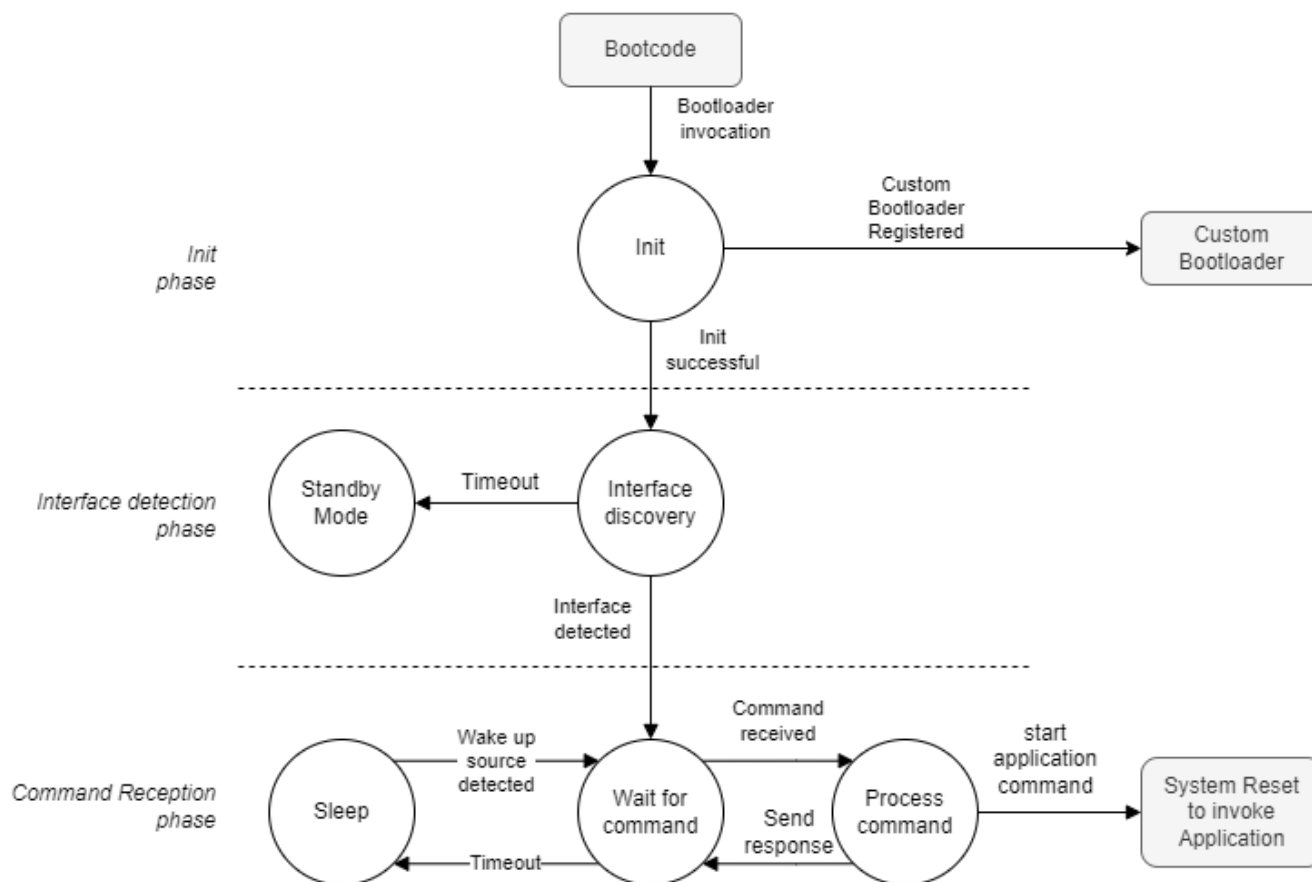 Bootcode
Bootloader
invocation
Custom
Bootloader
Registered
Init
phase
Init
Custom
Bootloader
Init
successful
Interface detection
phase
Standby
Mode
Timeout
Interface
discovery
Interface
detected
Command Reception
phase
Sleep
Wake up
source
detected
Timeout
Wait for
command
Command
received
Send
response
Process
command
start
application
command
System Reset
to invoke
Application